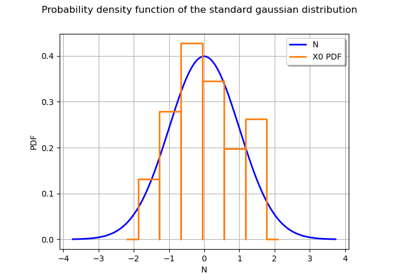 Probability density function of the standard gaussian distribution
N
X0 PDF
0.4
0.3
0.2
0.1
0.0
PDF
−4 −3 −2 −1 0 1 2 3 4
N